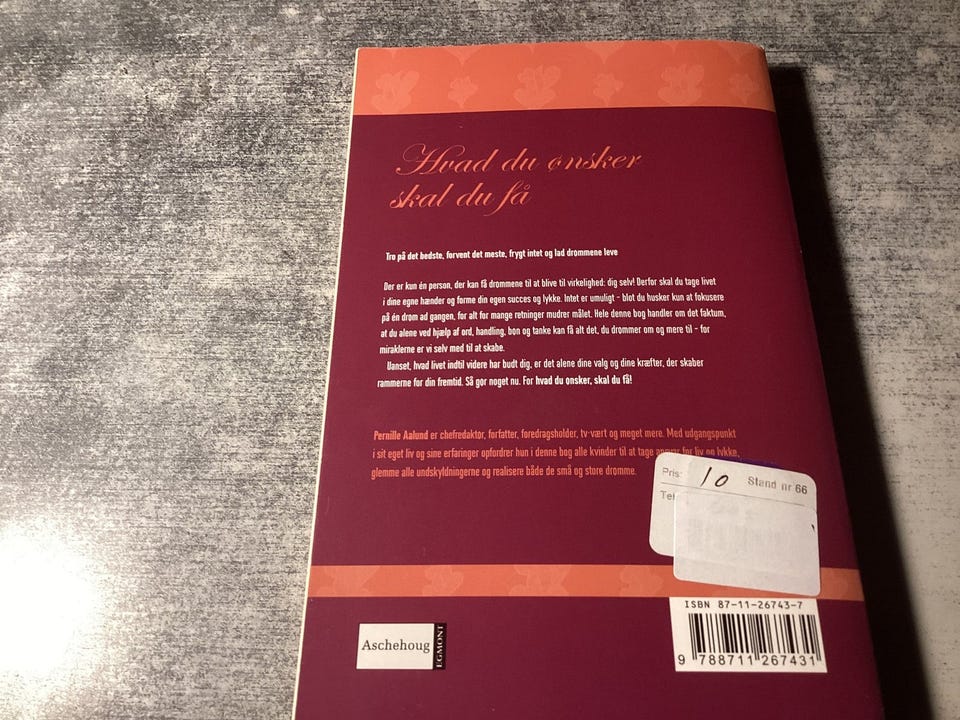 Hvad du ønsker
skal du få
Tro på det bedste, forvent det meste, frygt intet og lad drømmene leve
Der er kun én person, der kan få drømmene til at blive til virkelighed: dig selv! Derfor skal du tage livet
i dine egne hænder og forme din egen succes og lykke. Intet er umuligt - blot du husker kun at fokusere
på én drøm ad gangen, for alt for mange retninger mudrer målet. Hele denne bog handler om det faktum,
at du alene ved hjælp af ord, handling, bøn og tanke kan få alt det, du drømmer om og mere til - for
miraklerne er vi selv med til at skabe.
Uanset, hvad livet indtil videre har budt dig, er det alene dine valg og dine kræfter, der skaber
rammerne for din fremtid. Så gør noget nu. For hvad du ønsker, skal du få!
Pernille Aalund er chefredaktør, forfatter, foredragsholder, tv-vært og meget mere. Med udgangspunkt
i sit eget liv og sine erfaringer opfordrer hun i denne bog alle kvinder til at tage ansvar for liv og lykke,
glemme alle undskyldningerne og realisere både de små og store drømme.
Pris: 10 Stand nr 66
Tel
ISBN 87-11-26743-7
9 788711 267431
Aschehoug
EGMONT